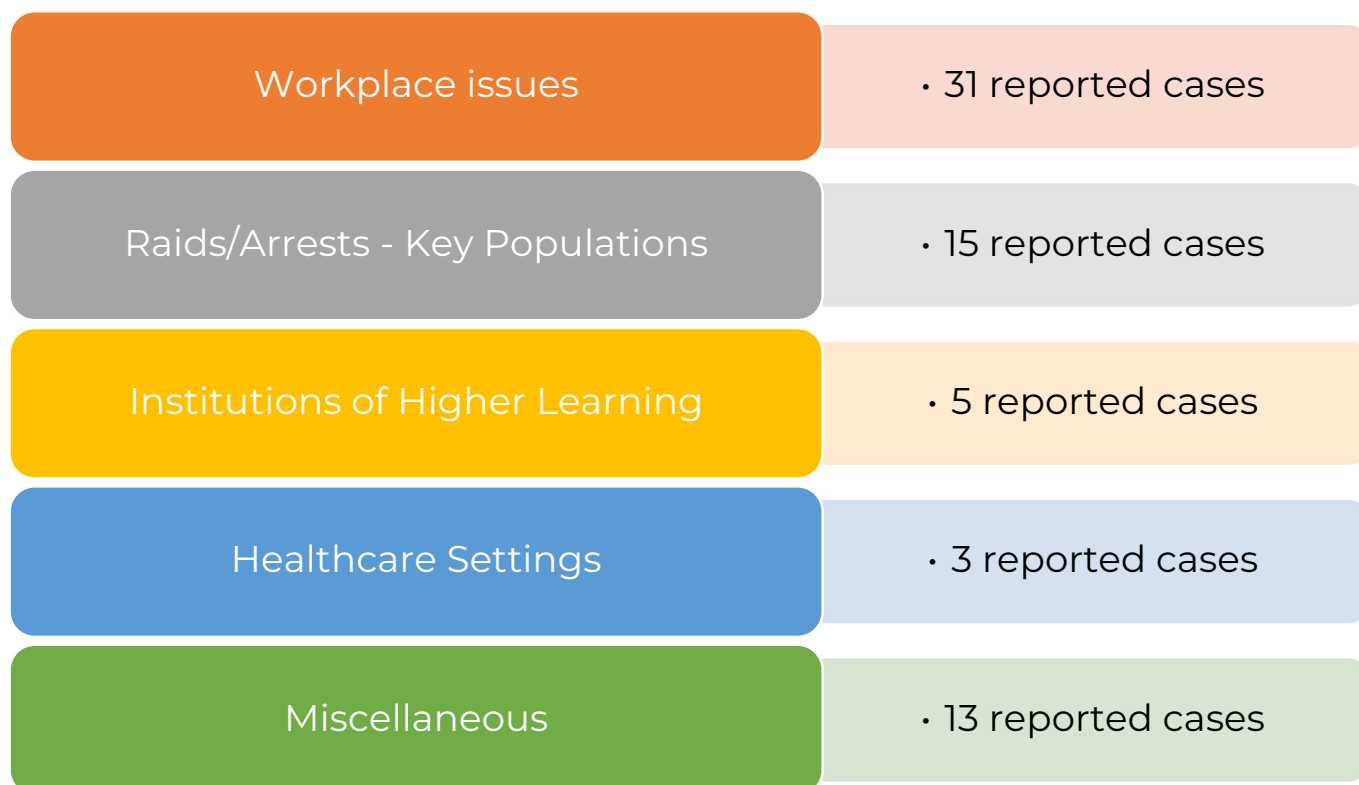 Workplace issues
• 31 reported cases
Raids/Arrests - Key Populations
• 15 reported cases
Institutions of Higher Learning
• 5 reported cases
Healthcare Settings
• 3 reported cases
Miscellaneous
• 13 reported cases